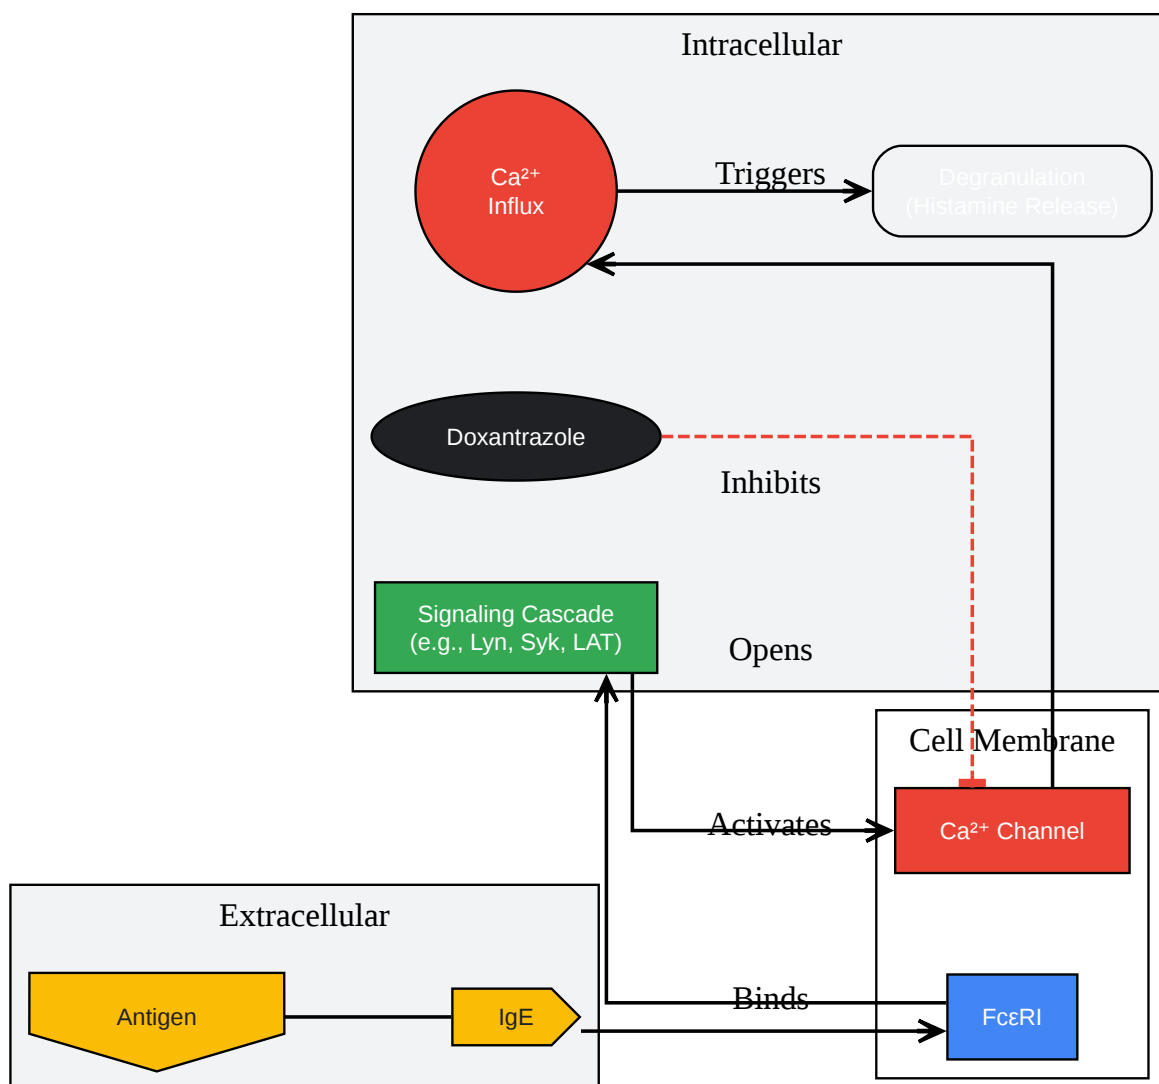 Intracellular
Ca²⁺
Influx
Triggers
Degranulation
(Histamine Release)
Doxantrazole
Inhibits
Signaling Cascade
(e.g., Lyn, Syk, LAT)
Opens
Cell Membrane
Activates
Ca²⁺ Channel
Extracellular
Antigen
IgE
Binds
FcεRI